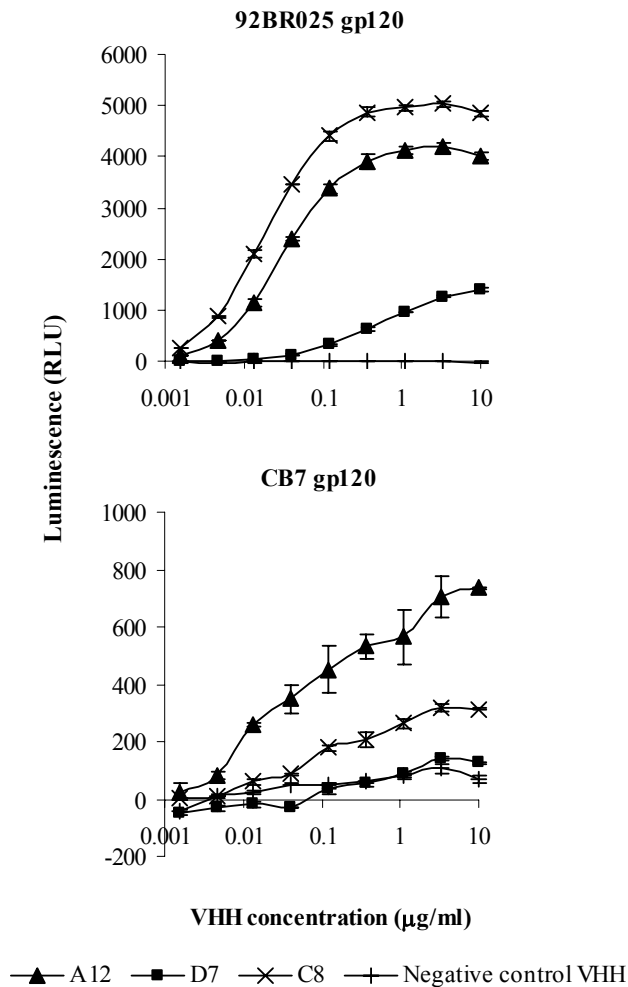 92BR025 gp120
6000
5000
4000
3000
2000
1000
0
0.001 0.01 0.1 1 10
Luminescence (RLU)
CB7 gp120
1000
800
600
400
200
0
-200
0.001 0.01 0.1 1 10
VHH concentration (μg/ml)
A12 D7 C8 Negative control VHH